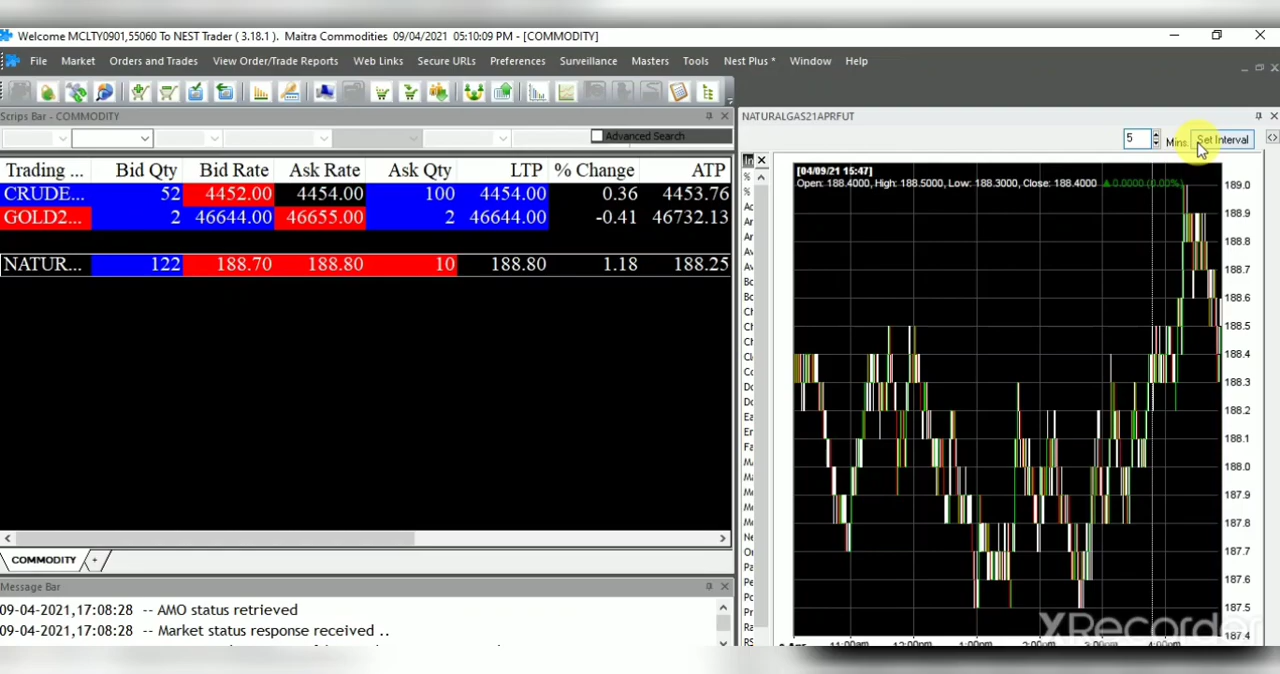 Welcome MCLTY0901,55060 To NEST Trader ( 3.18.1 ). Maitra Commodities 09/04/2021 05:10:09 PM - [COMMODITY]
File Market Orders and Trades View Order/Trade Reports Web Links Secure URLs Preferences Surveillance Masters Tools Nest Plus * Window Help
Scrips Bar - COMMODITY
Advanced Search
Trading ... Bid Qty Bid Rate Ask Rate Ask Qty LTP % Change ATP
CRUDE... 52 4452.00 4454.00 100 4454.00 0.36 4453.76
GOLD2... 2 46644.00 46655.00 2 46644.00 -0.41 46732.13
NATUR... 122 188.70 188.80 10 188.80 1.18 188.25
COMMODITY +
Message Bar
09-04-2021,17:08:28 -- AMO status retrieved
09-04-2021,17:08:28 -- Market status response received ..
NATURALGAS21APRFUT
5 Mins. Set Interval
[04/09/21 15:47]
Open: 188.4000, High: 188.5000, Low: 188.3000, Close: 188.4000 ▲0.0000 (0.00%)
189.0
188.9
188.8
188.7
188.6
188.5
188.4
188.3
188.2
188.1
188.0
187.9
187.8
187.7
187.6
187.5
187.4
XRecorder